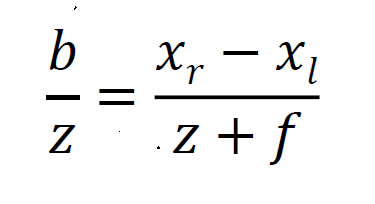 b/z = (x_r − x_l)/(z + f)